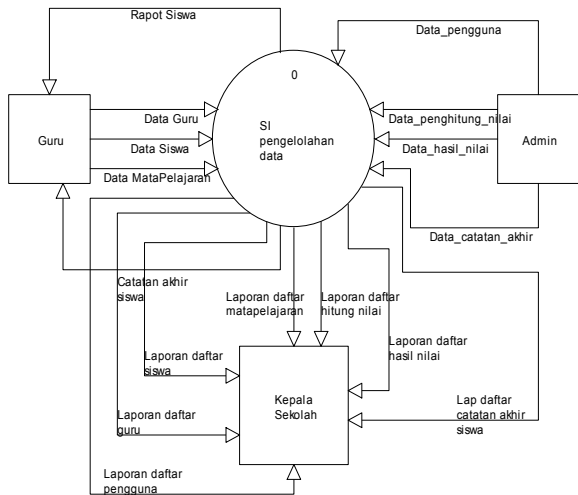 Rapot Siswa
Data_pengguna
0
Guru
Data Guru
Data Siswa
Data MataPelajaran
SI
pengelolahan
data
Data_penghitung_nilai
Data_hasil_nilai
Admin
Data_catatan_akhir
Catatan akhir
siswa
Laporan daftar
matapelajaran
Laporan daftar
hitung nilai
Laporan daftar
siswa
Laporan daftar
hasil nilai
Kepala
Sekolah
Laporan daftar
guru
Lap daftar
catatan akhir
siswa
Laporan daftar
pengguna